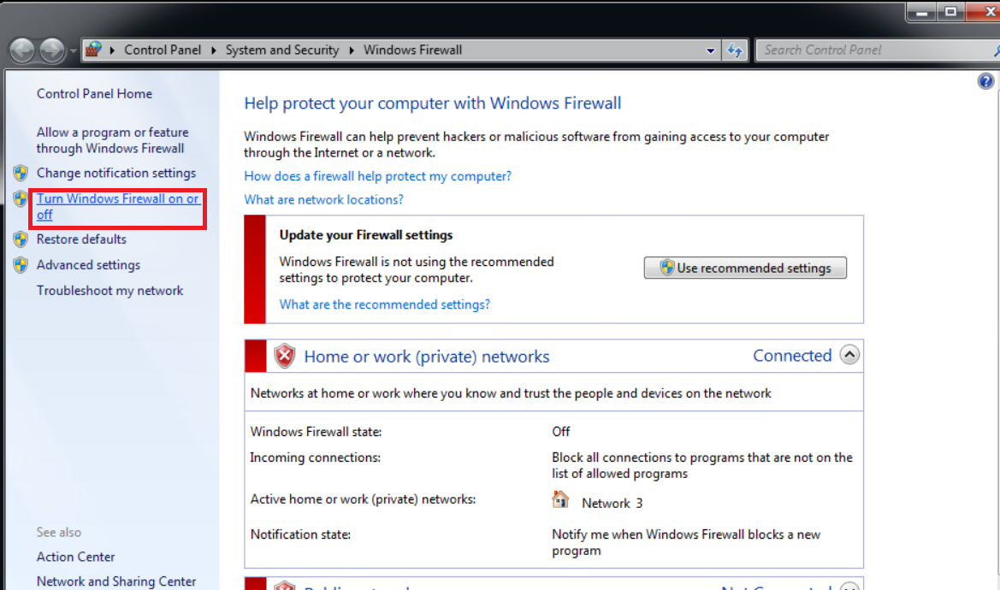 Control Panel
System and Security
Windows Firewall
Search Control Panel
Control Panel Home
Allow a program or feature
through Windows Firewall
Change notification settings
Turn Windows Firewall on or
off
Restore defaults
Advanced settings
Troubleshoot my network
See also
Action Center
Network and Sharing Center
Help protect your computer with Windows Firewall
Windows Firewall can help prevent hackers or malicious software from gaining access to your computer
through the Internet or a network.
How does a firewall help protect my computer?
What are network locations?
Update your Firewall settings
Windows Firewall is not using the recommended
settings to protect your computer.
Use recommended settings
What are the recommended settings?
Home or work (private) networks
Connected
Networks at home or work where you know and trust the people and devices on the network
Windows Firewall state:
Off
Incoming connections:
Block all connections to programs that are not on the
list of allowed programs
Active home or work (private) networks:
Network 3
Notification state:
Notify me when Windows Firewall blocks a new
program